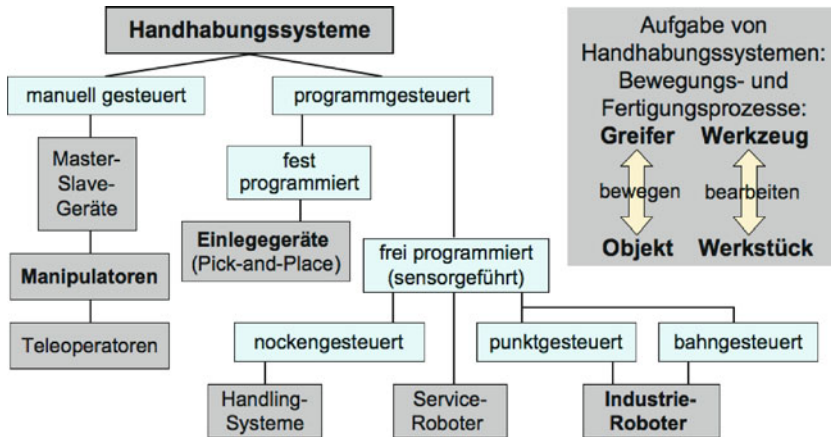 Handhabungssysteme
manuell gesteuert
programmgesteuert
Master-
Slave-
Geräte
fest
programmiert
Manipulatoren
Einlegegeräte
(Pick-and-Place)
frei programmiert
(sensorgeführt)
Teleoperatoren
nockengesteuert
punktgesteuert
bahngesteuert
Handling-
Systeme
Service-
Roboter
Industrie-
Roboter
Aufgabe von
Handhabungssystemen:
Bewegungs- und
Fertigungsprozesse:
Greifer Werkzeug
bewegen bearbeiten
Objekt Werkstück